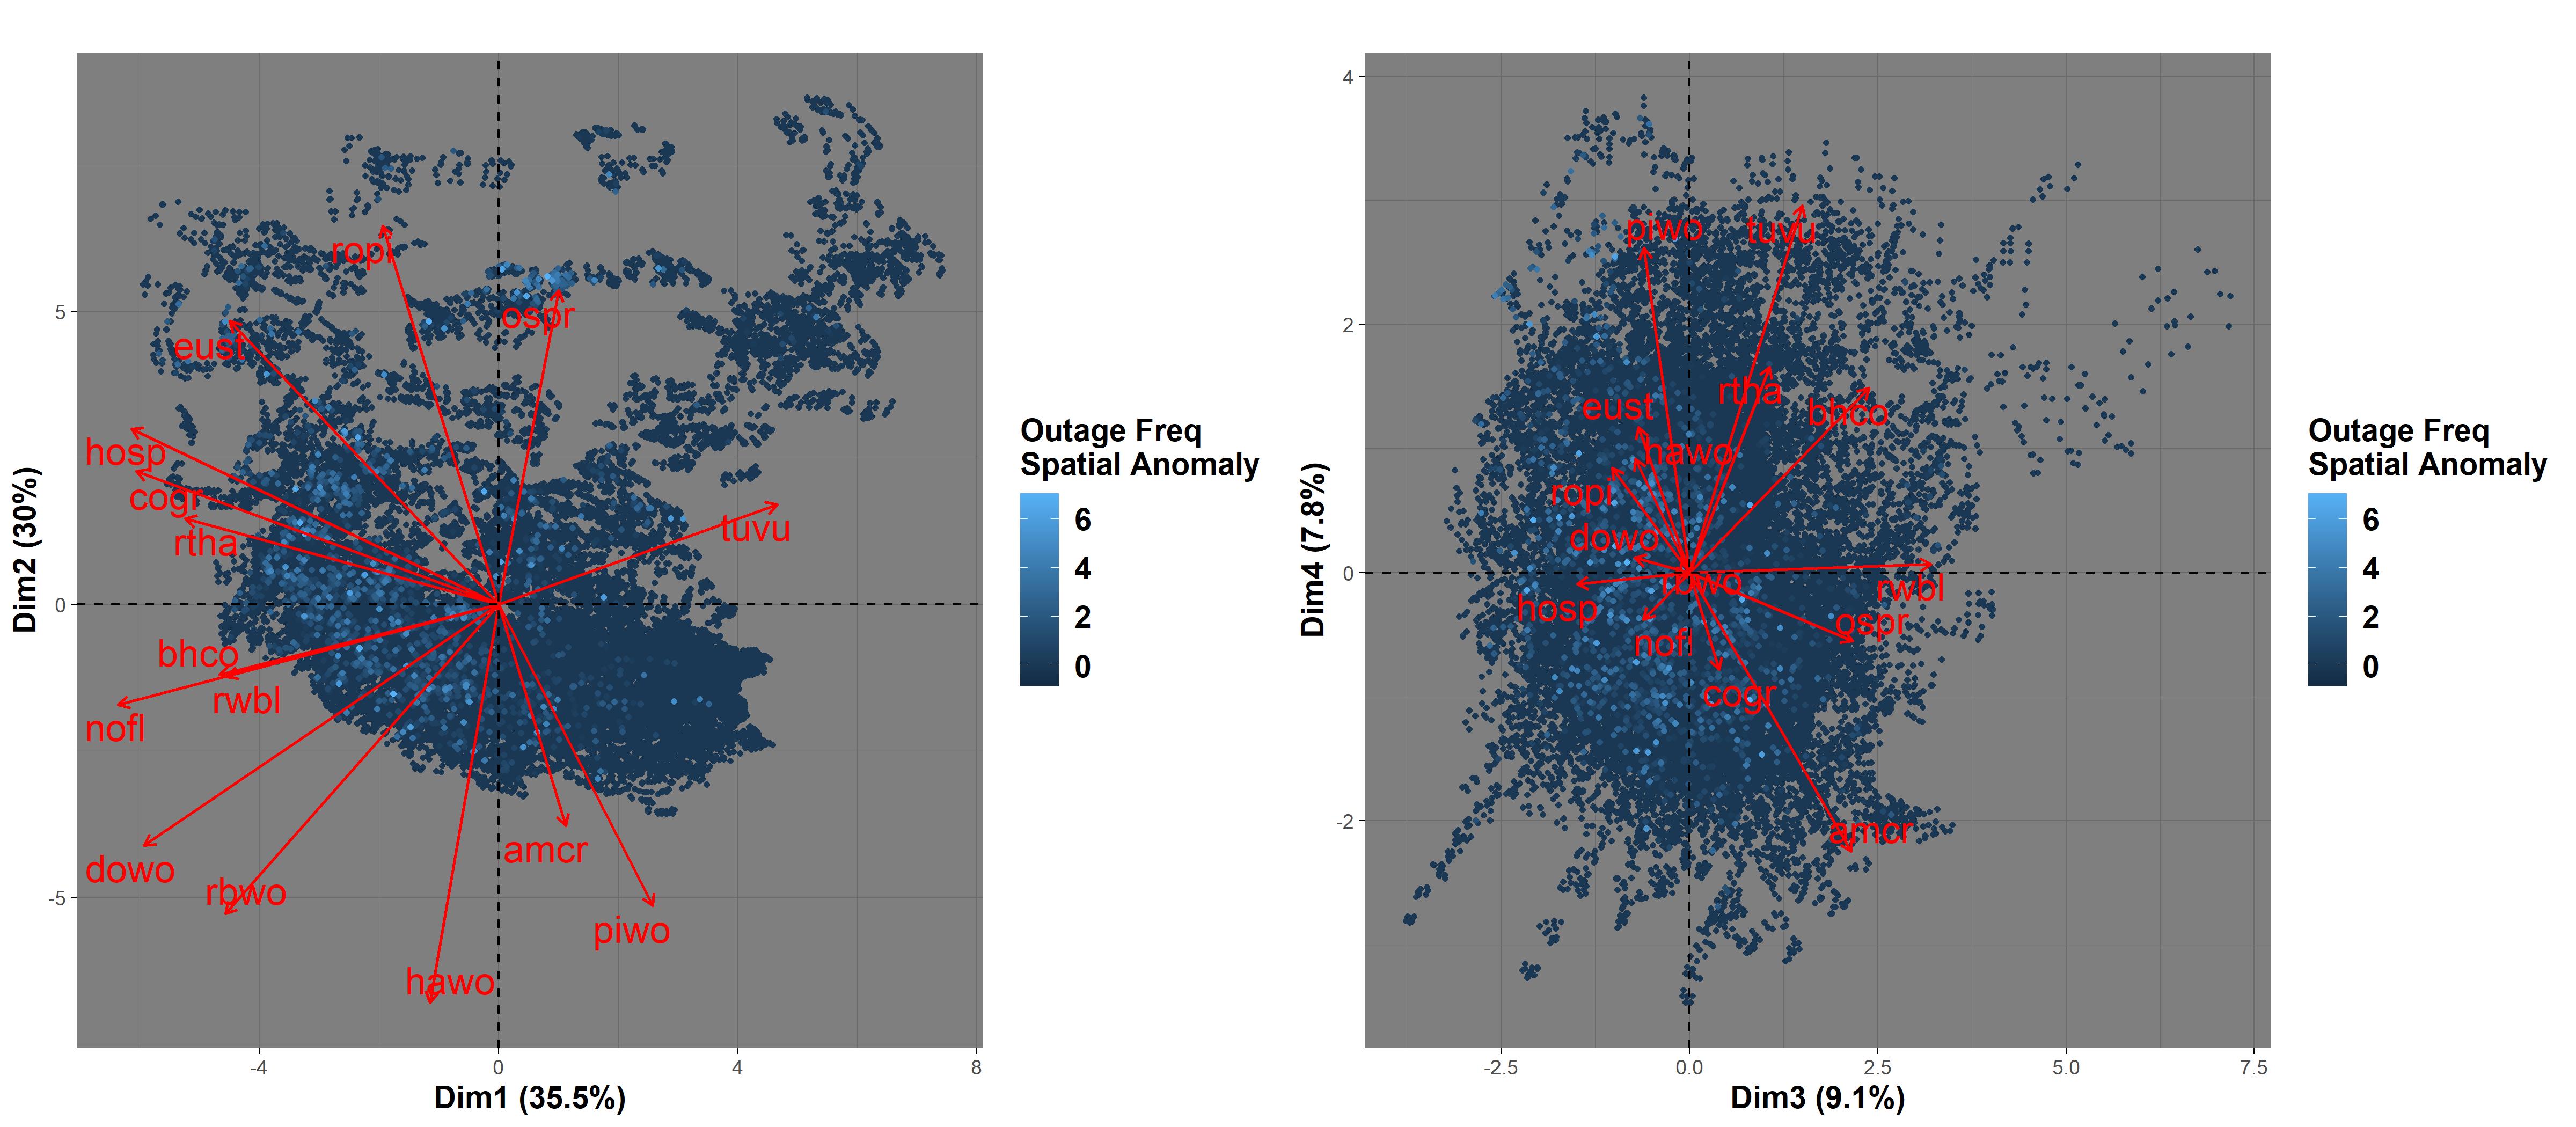 ropl
ospr
eust
hosp
cogr
rtha
tuvu
bhco
rwbl
nofl
dowo
rbwo
amcr
piwo
hawo
5
0
-5
-4
0
4
8
Dim1 (35.5%)
Dim2 (30%)
Outage Freq
Spatial Anomaly
6
4
2
0
piwo
tuvu
rtha
eust
bhco
hawo
ropl
dowo
rbwo
rwbl
hosp
ospr
nofl
cogr
amcr
4
2
0
-2
-2.5
0.0
2.5
5.0
7.5
Dim3 (9.1%)
Dim4 (7.8%)
Outage Freq
Spatial Anomaly
6
4
2
0